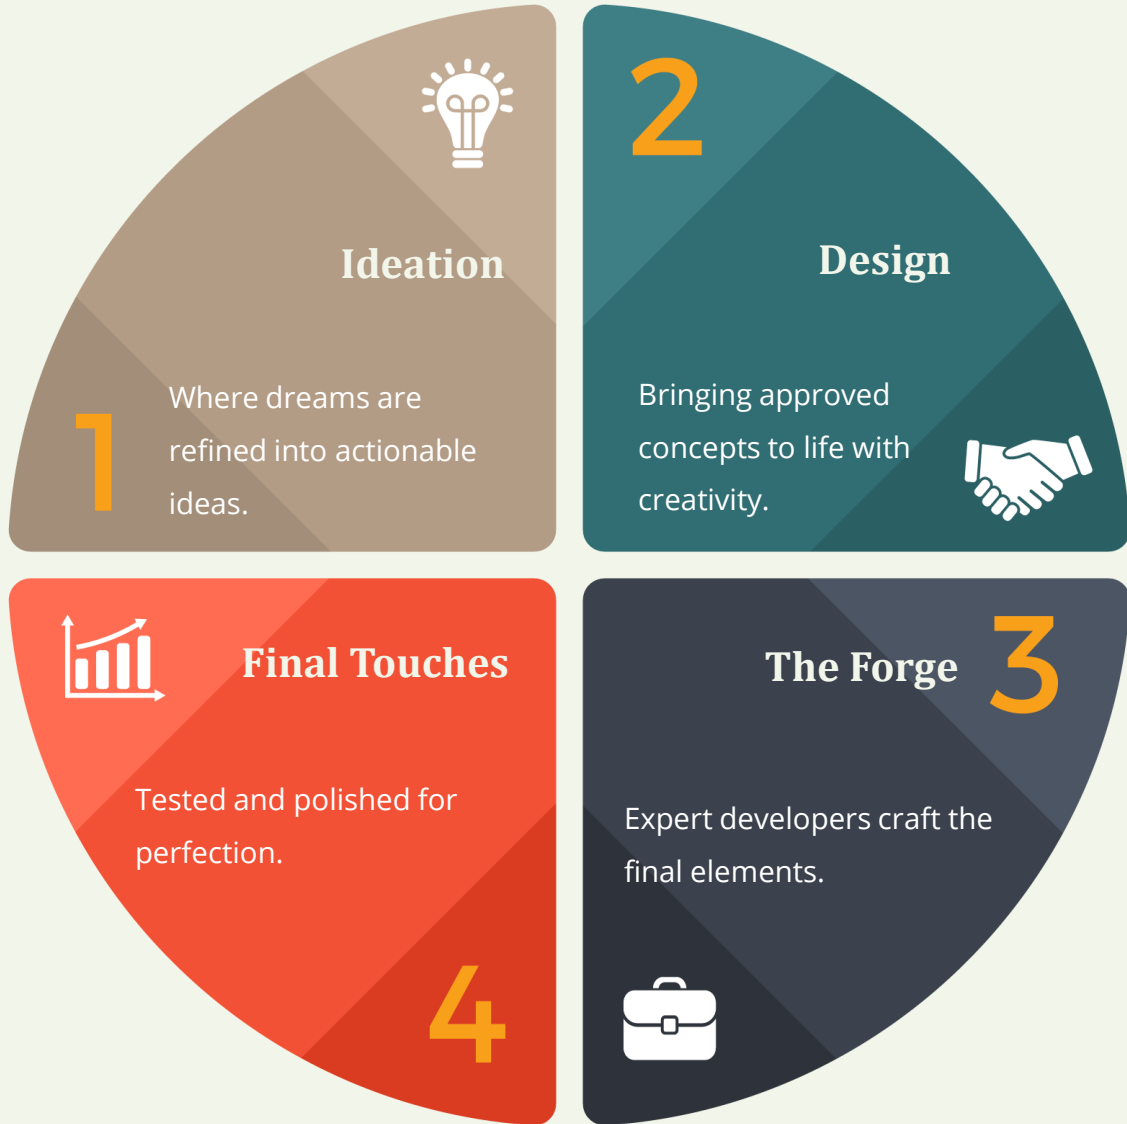 Ideation
1
Where dreams are
refined into actionable
ideas.
2
Design
Bringing approved
concepts to life with
creativity.
The Forge
3
Expert developers craft the
final elements.
Final Touches
Tested and polished for
perfection.
4